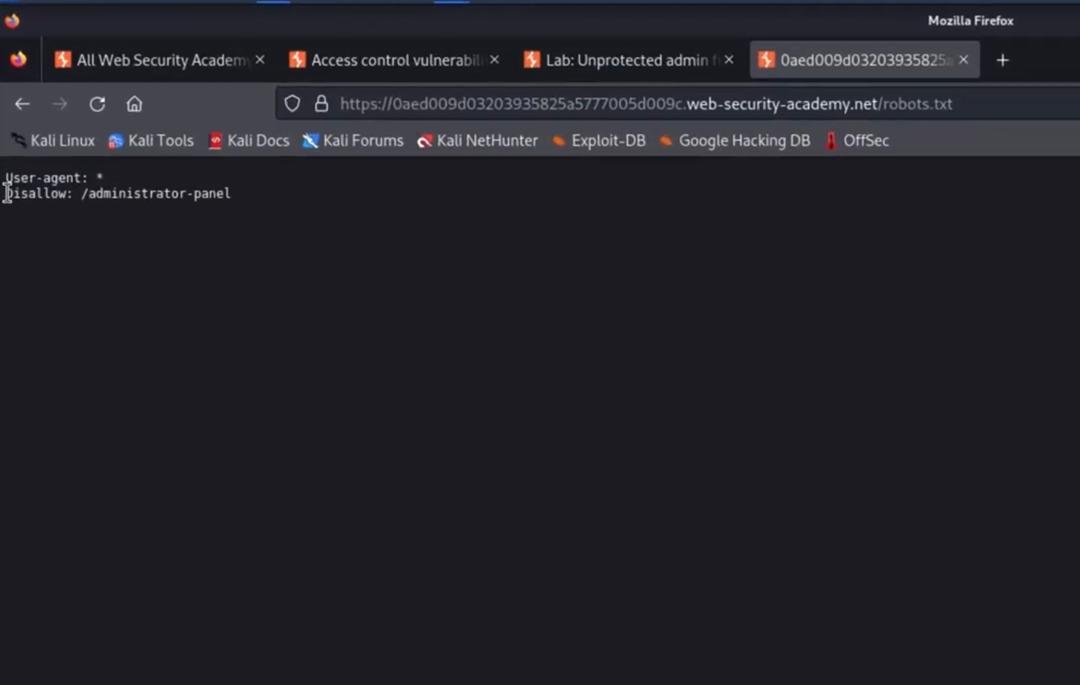 Mozilla Firefox
All Web Security Academ
Access control vulnerabil
Lab: Unprotected admin f
0aed009d03203935825a
https://0aed009d03203935825a5777005d009c.web-security-academy.net/robots.txt
Kali Linux Kali Tools Kali Docs Kali Forums Kali NetHunter Exploit-DB Google Hacking DB OffSec
User-agent: *
Disallow: /administrator-panel